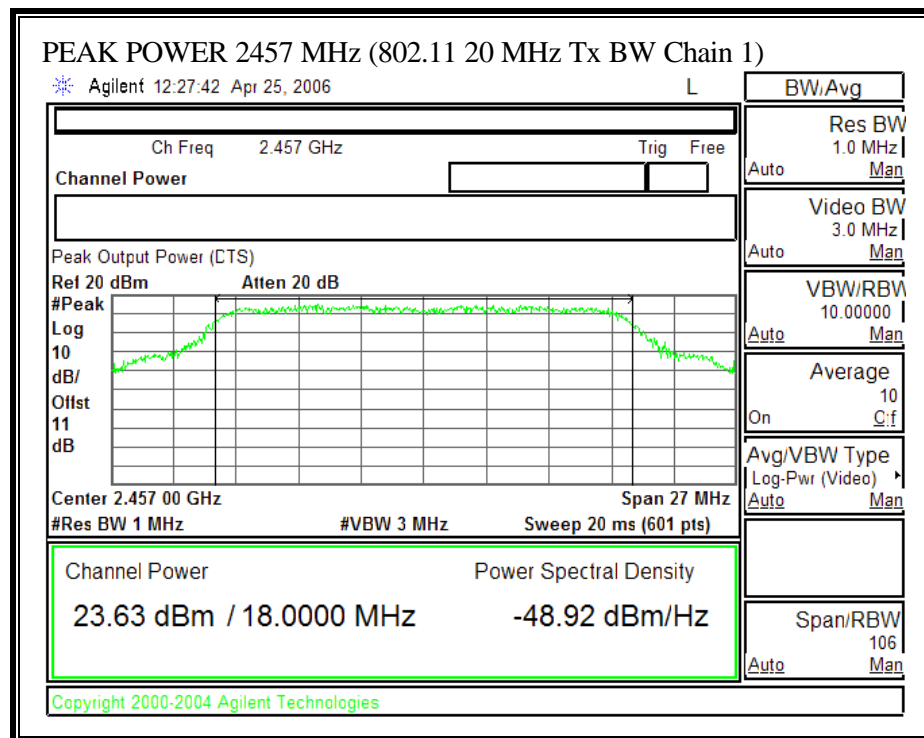 PEAK POWER 2457 MHz (802.11 20 MHz Tx BW Chain 1)
Agilent 12:27:42 Apr 25, 2006 L
BW/Avg
Ch Freq 2.457 GHz Trig Free
Channel Power
Peak Output Power (DTS)
Ref 20 dBm Atten 20 dB
#Peak
Log
10
dB/
Offst
11
dB
Center 2.457 00 GHz Span 27 MHz
#Res BW 1 MHz #VBW 3 MHz Sweep 20 ms (601 pts)
Channel Power Power Spectral Density
23.63 dBm / 18.0000 MHz -48.92 dBm/Hz
Copyright 2000-2004 Agilent Technologies
Res BW
1.0 MHz
Auto Man
Video BW
3.0 MHz
Auto Man
VBW/RBW
10.00000
Auto Man
Average
10
On Off
Avg/VBW Type
Log-Pwr (Video)
Auto Man
Span/RBW
106
Auto Man